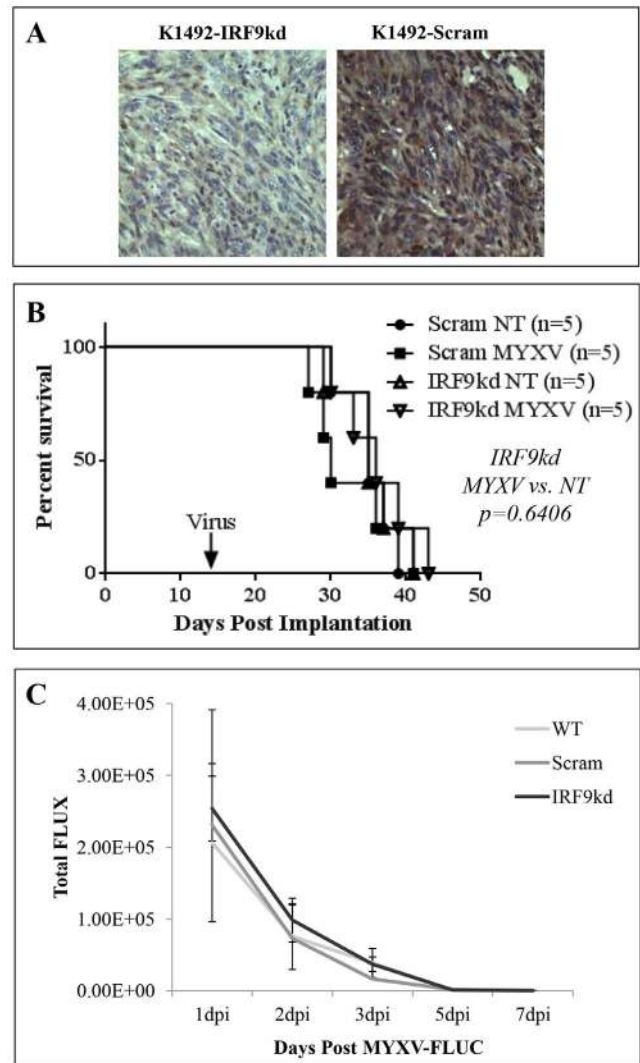 A
K1492-IRF9kd
K1492-Scram
B
Percent survival
100
50
0
Virus
0
10
20
30
40
50
Days Post Implantation
Scram NT (n=5)
Scram MYXV (n=5)
IRF9kd NT (n=5)
IRF9kd MYXV (n=5)
IRF9kd
MYXV vs. NT
p=0.6406
C
Total FLUX
4.00E+05
3.00E+05
2.00E+05
1.00E+05
0.00E+00
1dpi
2dpi
3dpi
5dpi
7dpi
Days Post MYXV-FLUC
WT
Scram
IRF9kd